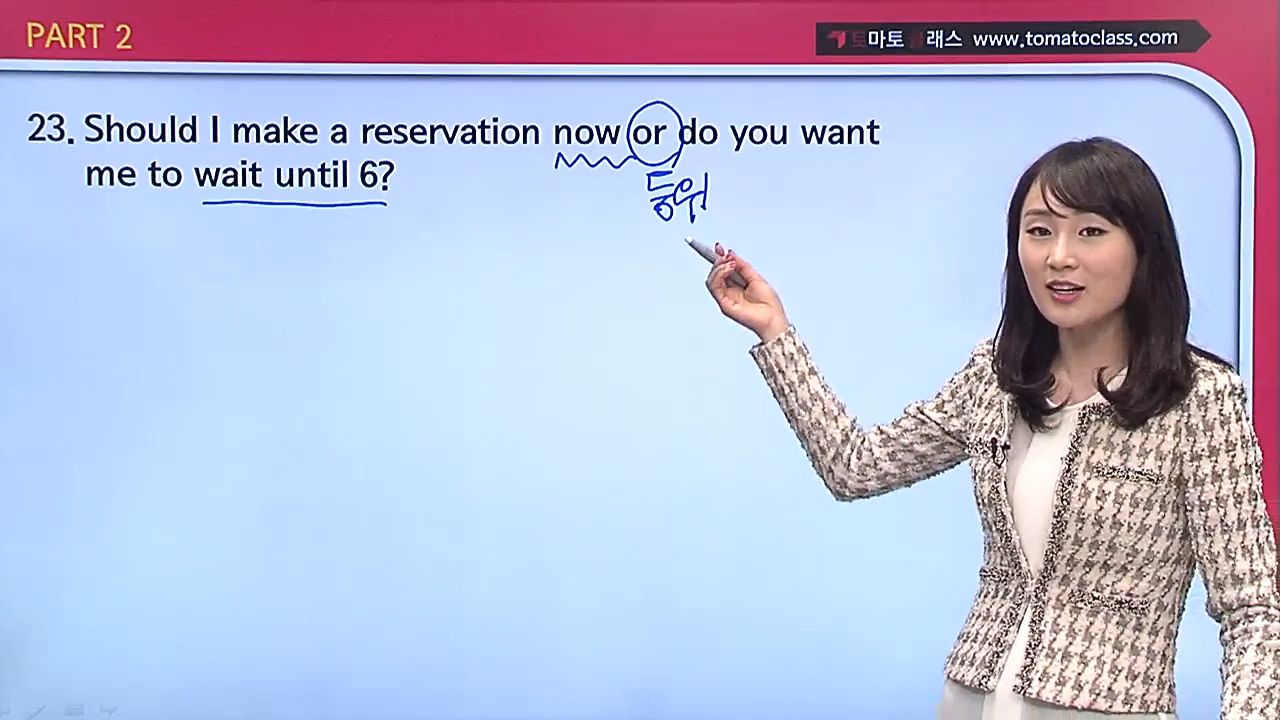 PART 2
토마토클래스 www.tomatoclass.com
23. Should I make a reservation now or do you want
me to wait until 6?
등위